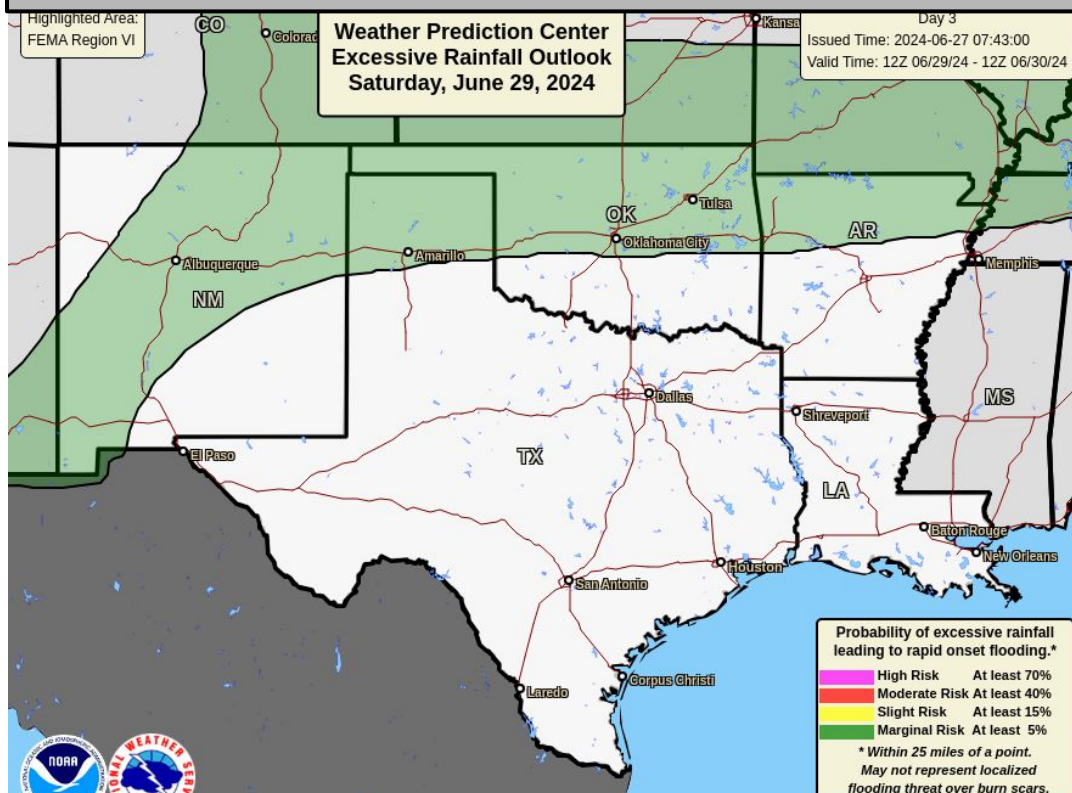 Highlighted Area:
FEMA Region VI
Weather Prediction Center
Excessive Rainfall Outlook
Saturday, June 29, 2024
Day 3
Issued Time: 2024-06-27 07:43:00
Valid Time: 12Z 06/29/24 - 12Z 06/30/24
CO
Colorad
Kansa
Tulsa
OK
Oklahoma City
AR
Albuquerque
Amarillo
Memphis
NM
Dallas
MS
Shreveport
El Paso
TX
LA
Baton Rouge
New Orleans
Houston
San Antonio
Corpus Christi
Laredo
Probability of excessive rainfall
leading to rapid onset flooding.*
High Risk At least 70%
Moderate Risk At least 40%
Slight Risk At least 15%
Marginal Risk At least 5%
* Within 25 miles of a point.
May not represent localized
flooding threat over burn scars.
NOAA
WEATHER